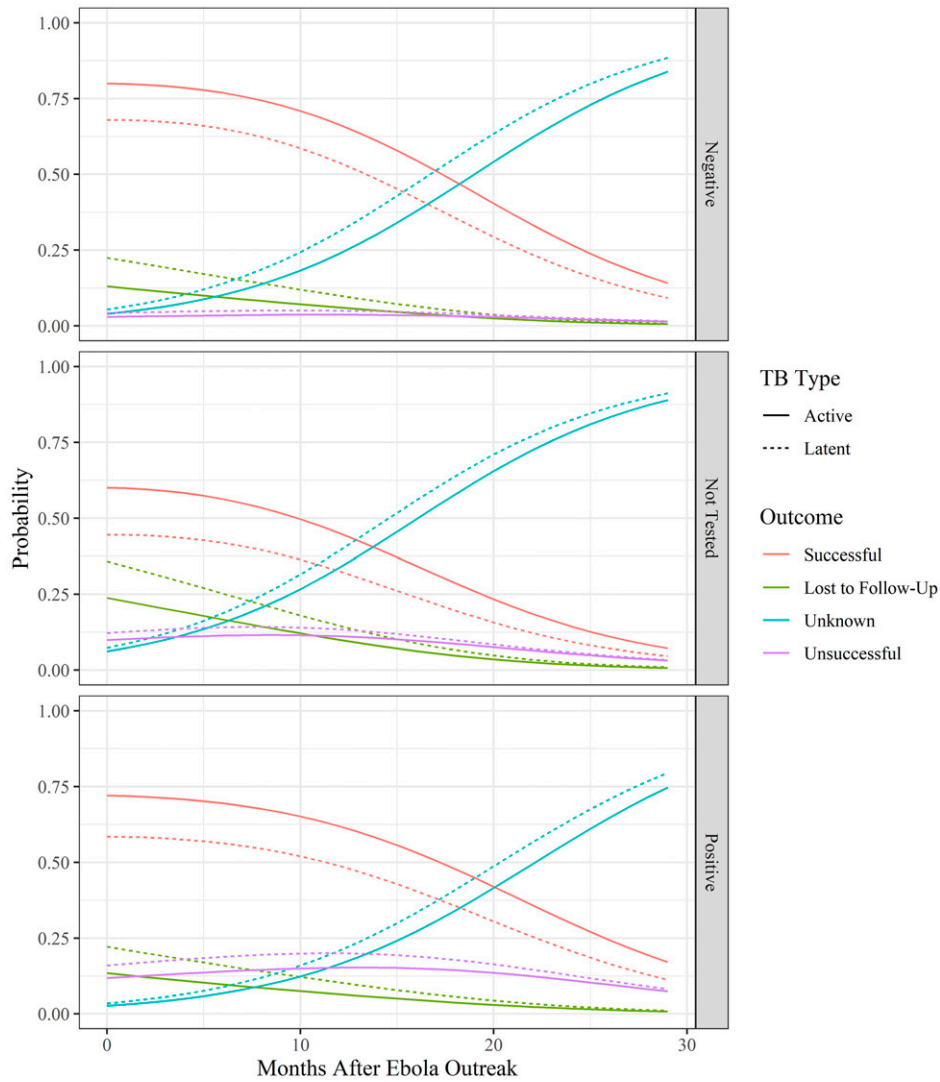 1.00
0.75
0.50
0.25
0.00
Negative
1.00
0.75
0.50
0.25
0.00
Not Tested
1.00
0.75
0.50
0.25
0.00
Positive
Probability
0
10
20
30
Months After Ebola Outreak
TB Type
Active
Latent
Outcome
Successful
Lost to Follow-Up
Unknown
Unsuccessful